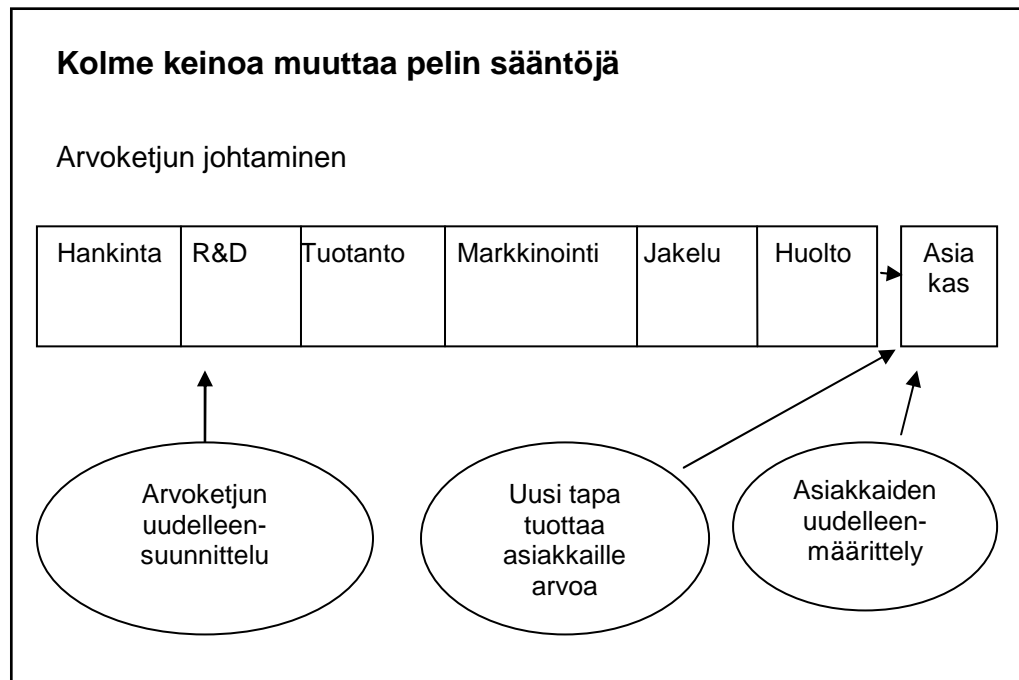 Kolme keinoa muuttaa pelin sääntöjä
Arvoketjun johtaminen
Hankinta R&D Tuotanto Markkinointi Jakelu Huolto Asia
kas
Arvoketjun
uudelleen-
suunnittelu
Uusi tapa
tuottaa
asiakkaille
arvoa
Asiakkaiden
uudelleen-
määrittely